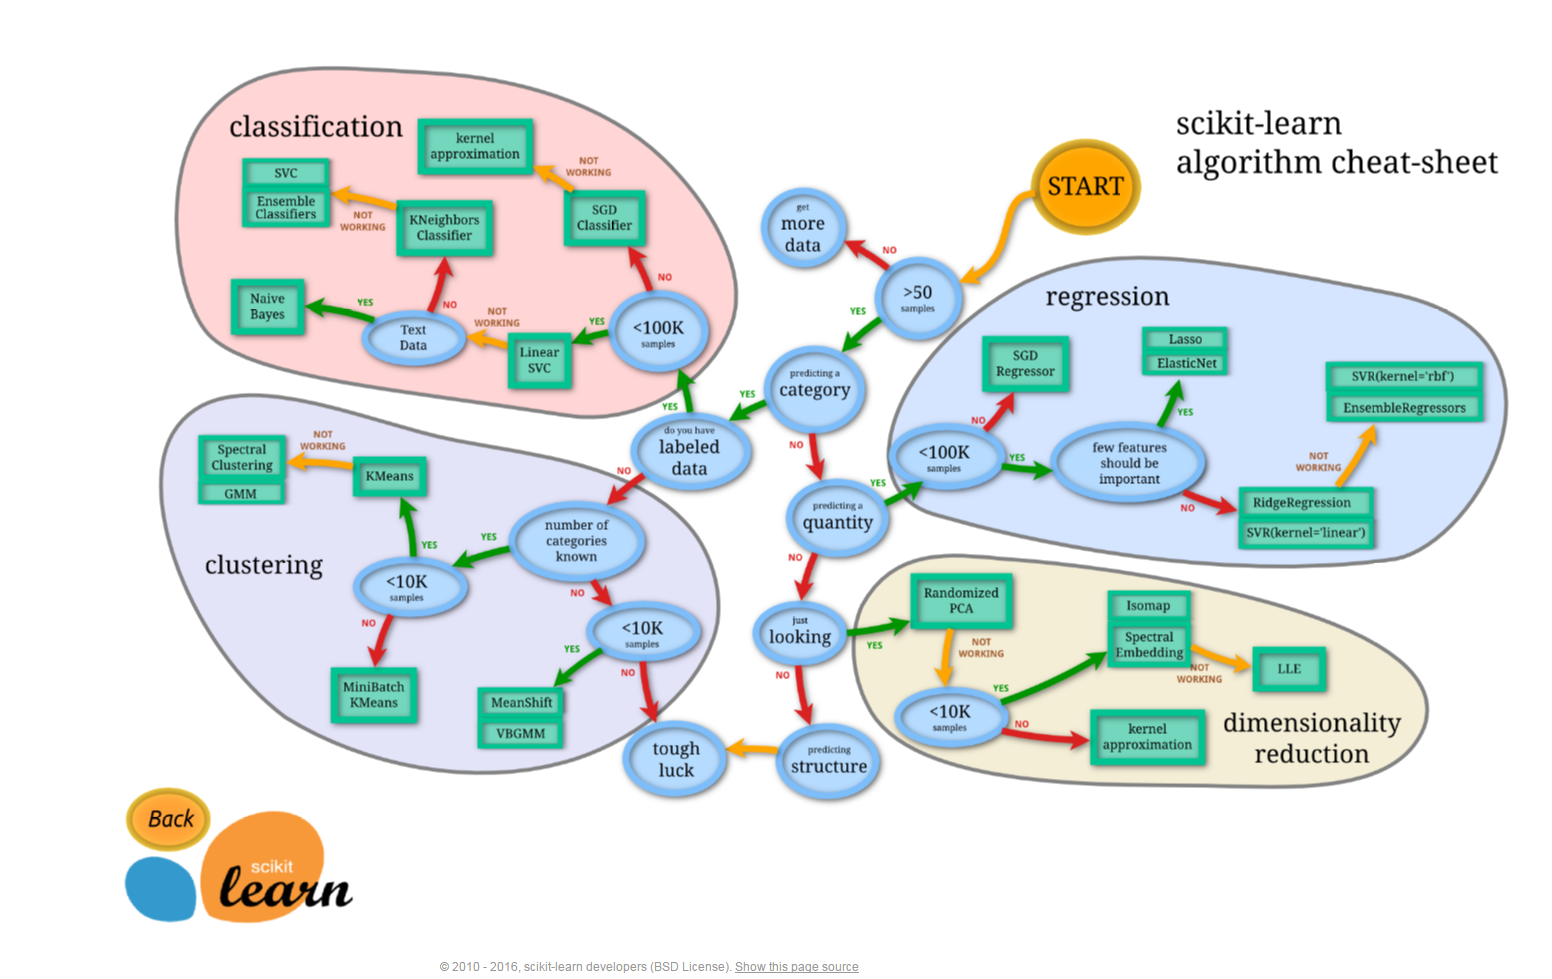 scikit-learn
algorithm cheat-sheet
START
get
more
data
NO
>50
samples
YES
predicting a
category
YES
NO
do you have
labeled
data
YES
NO
predicting a
quantity
YES
NO
just
looking
YES
NO
predicting
structure
tough
luck
classification
kernel
approximation
NOT
WORKING
SGD
Classifier
NO
<100K
samples
YES
Linear
SVC
NOT
WORKING
Text
Data
YES
Naive
Bayes
NO
KNeighbors
Classifier
NOT
WORKING
SVC
Ensemble
Classifiers
regression
<100K
samples
NO
SGD
Regressor
YES
few features
should be
important
YES
Lasso
ElasticNet
NO
RidgeRegression
SVR(kernel='linear')
NOT
WORKING
SVR(kernel='rbf')
EnsembleRegressors
clustering
number of
categories
known
YES
<10K
samples
YES
KMeans
NOT
WORKING
Spectral
Clustering
GMM
NO
MiniBatch
KMeans
NO
<10K
samples
YES
MeanShift
VBGMM
NO
dimensionality
reduction
Randomized
PCA
NOT
WORKING
<10K
samples
YES
Isomap
Spectral
Embedding
NOT
WORKING
LLE
NO
kernel
approximation
Back
scikit
learn
© 2010 - 2016, scikit-learn developers (BSD License). Show this page source